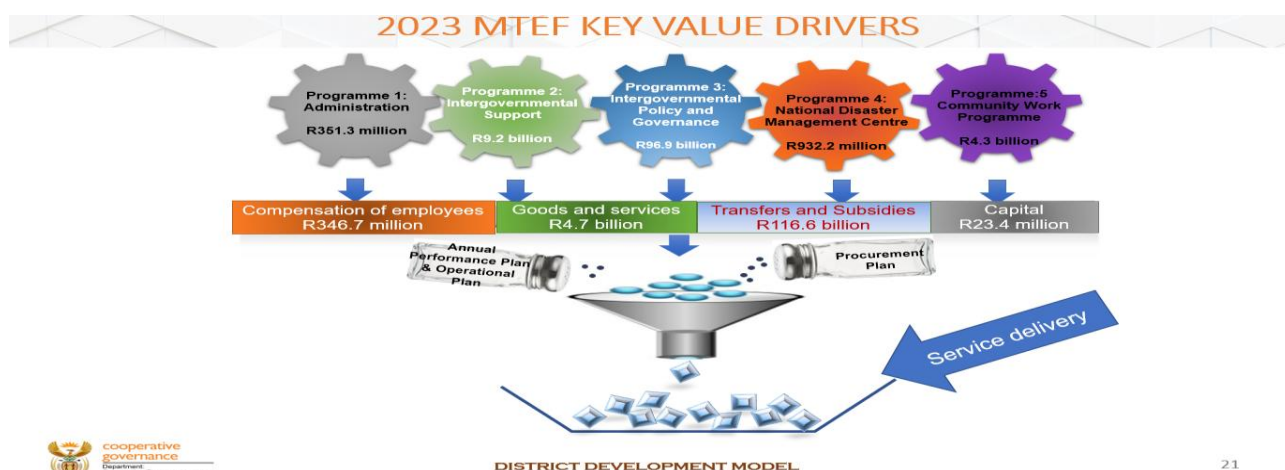 2023 MTEF KEY VALUE DRIVERS
Programme 1:
Administration
R351.3 million
Programme 2:
Intergovernmental
Support
R9.2 billion
Programme 3:
Intergovernmental
Policy and
Governance
R96.9 billion
Programme 4:
National Disaster
Management Centre
R932.2 million
Programme:5
Community Work
Programme
R4.3 billion
Compensation of employees
R346.7 million
Goods and services
R4.7 billion
Transfers and Subsidies
R116.6 billion
Capital
R23.4 million
Annual
Performance Plan
& Operational
Plan
Procurement
Plan
Service delivery
cooperative
governance
Department:
DISTRICT DEVELOPMENT MODEL
21